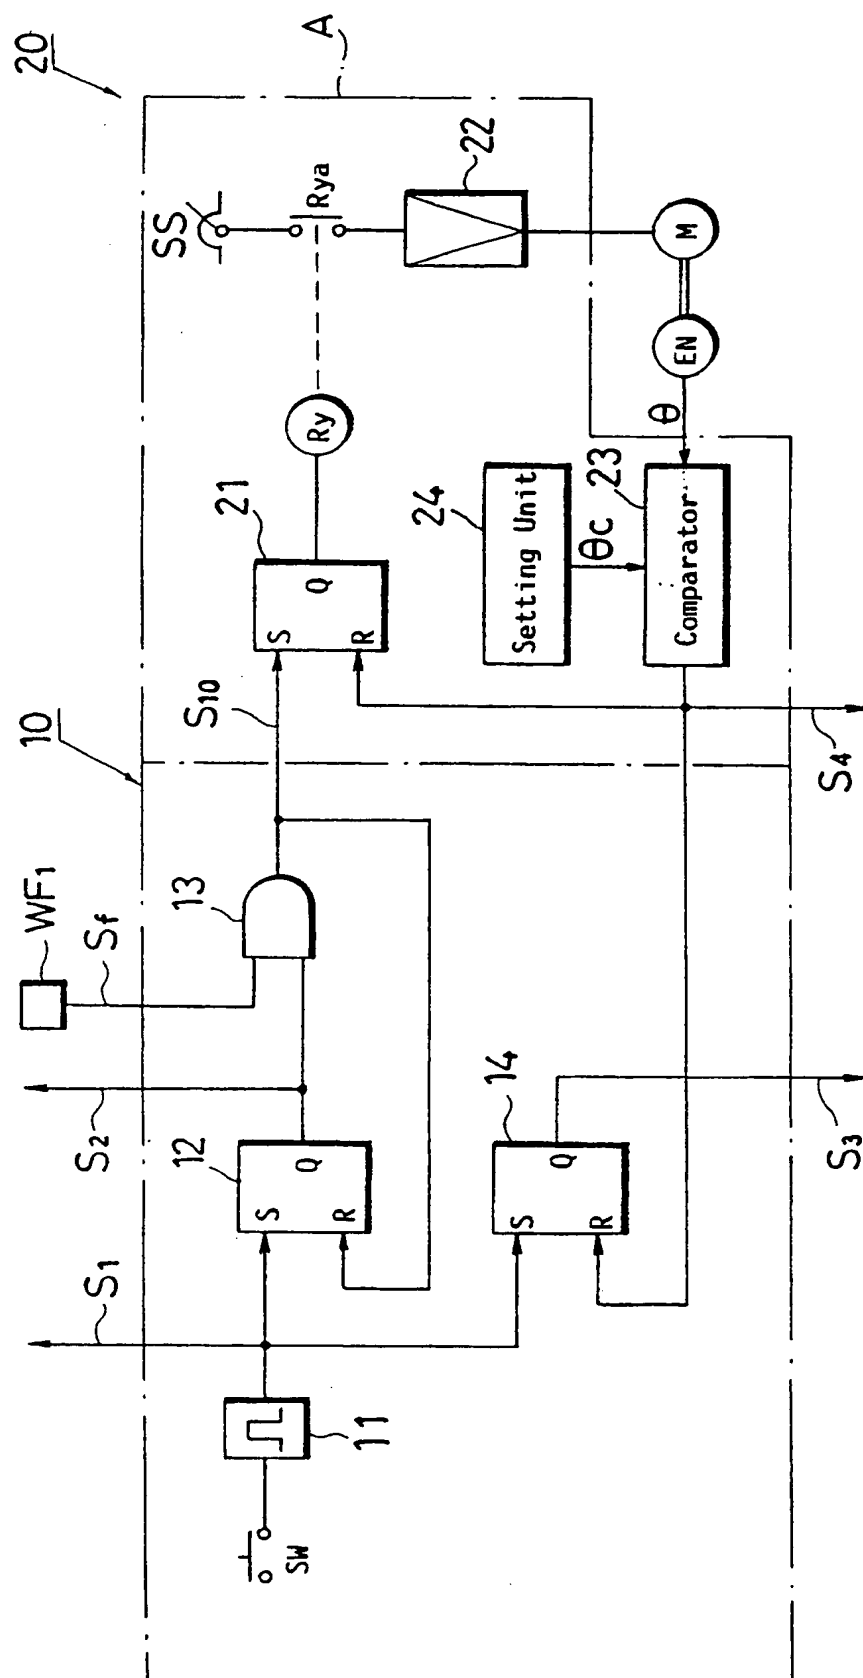 20
A
10
SS
Rya
22
M
EN
θ
Ry
21
S
Q
R
24
Setting Unit
θc
23
Comparator
S10
S4
WF1
Sf
13
S2
12
S
Q
R
14
S
Q
R
S3
S1
11
SW